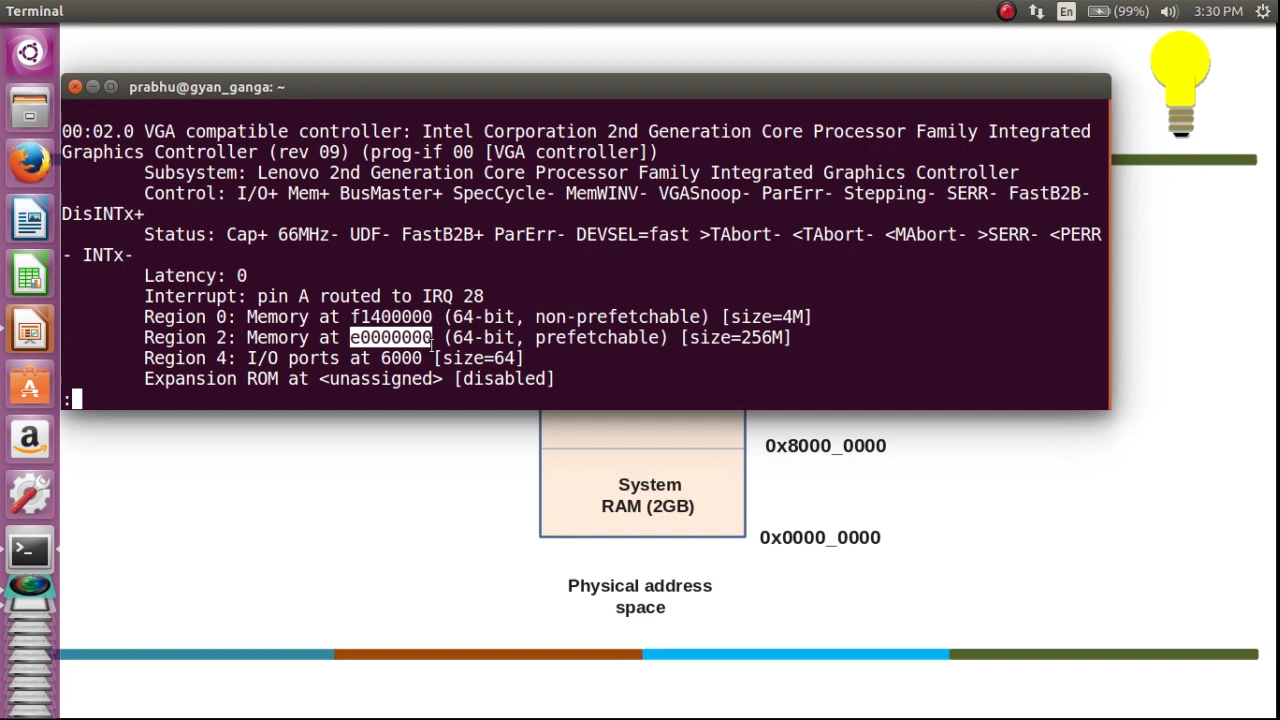 Terminal
En
(99%)
3:30 PM
prabhu@gyan_ganga: ~
00:02.0 VGA compatible controller: Intel Corporation 2nd Generation Core Processor Family Integrated
Graphics Controller (rev 09) (prog-if 00 [VGA controller])
Subsystem: Lenovo 2nd Generation Core Processor Family Integrated Graphics Controller
Control: I/O+ Mem+ BusMaster+ SpecCycle- MemWINV- VGASnoop- ParErr- Stepping- SERR- FastB2B-
DisINTx+
Status: Cap+ 66MHz- UDF- FastB2B+ ParErr- DEVSEL=fast >TAbort- <TAbort- <MAbort- >SERR- <PERR
- INTx-
Latency: 0
Interrupt: pin A routed to IRQ 28
Region 0: Memory at f1400000 (64-bit, non-prefetchable) [size=4M]
Region 2: Memory at e0000000 (64-bit, prefetchable) [size=256M]
Region 4: I/O ports at 6000 [size=64]
Expansion ROM at <unassigned> [disabled]
:
0x8000_0000
System
RAM (2GB)
0x0000_0000
Physical address
space